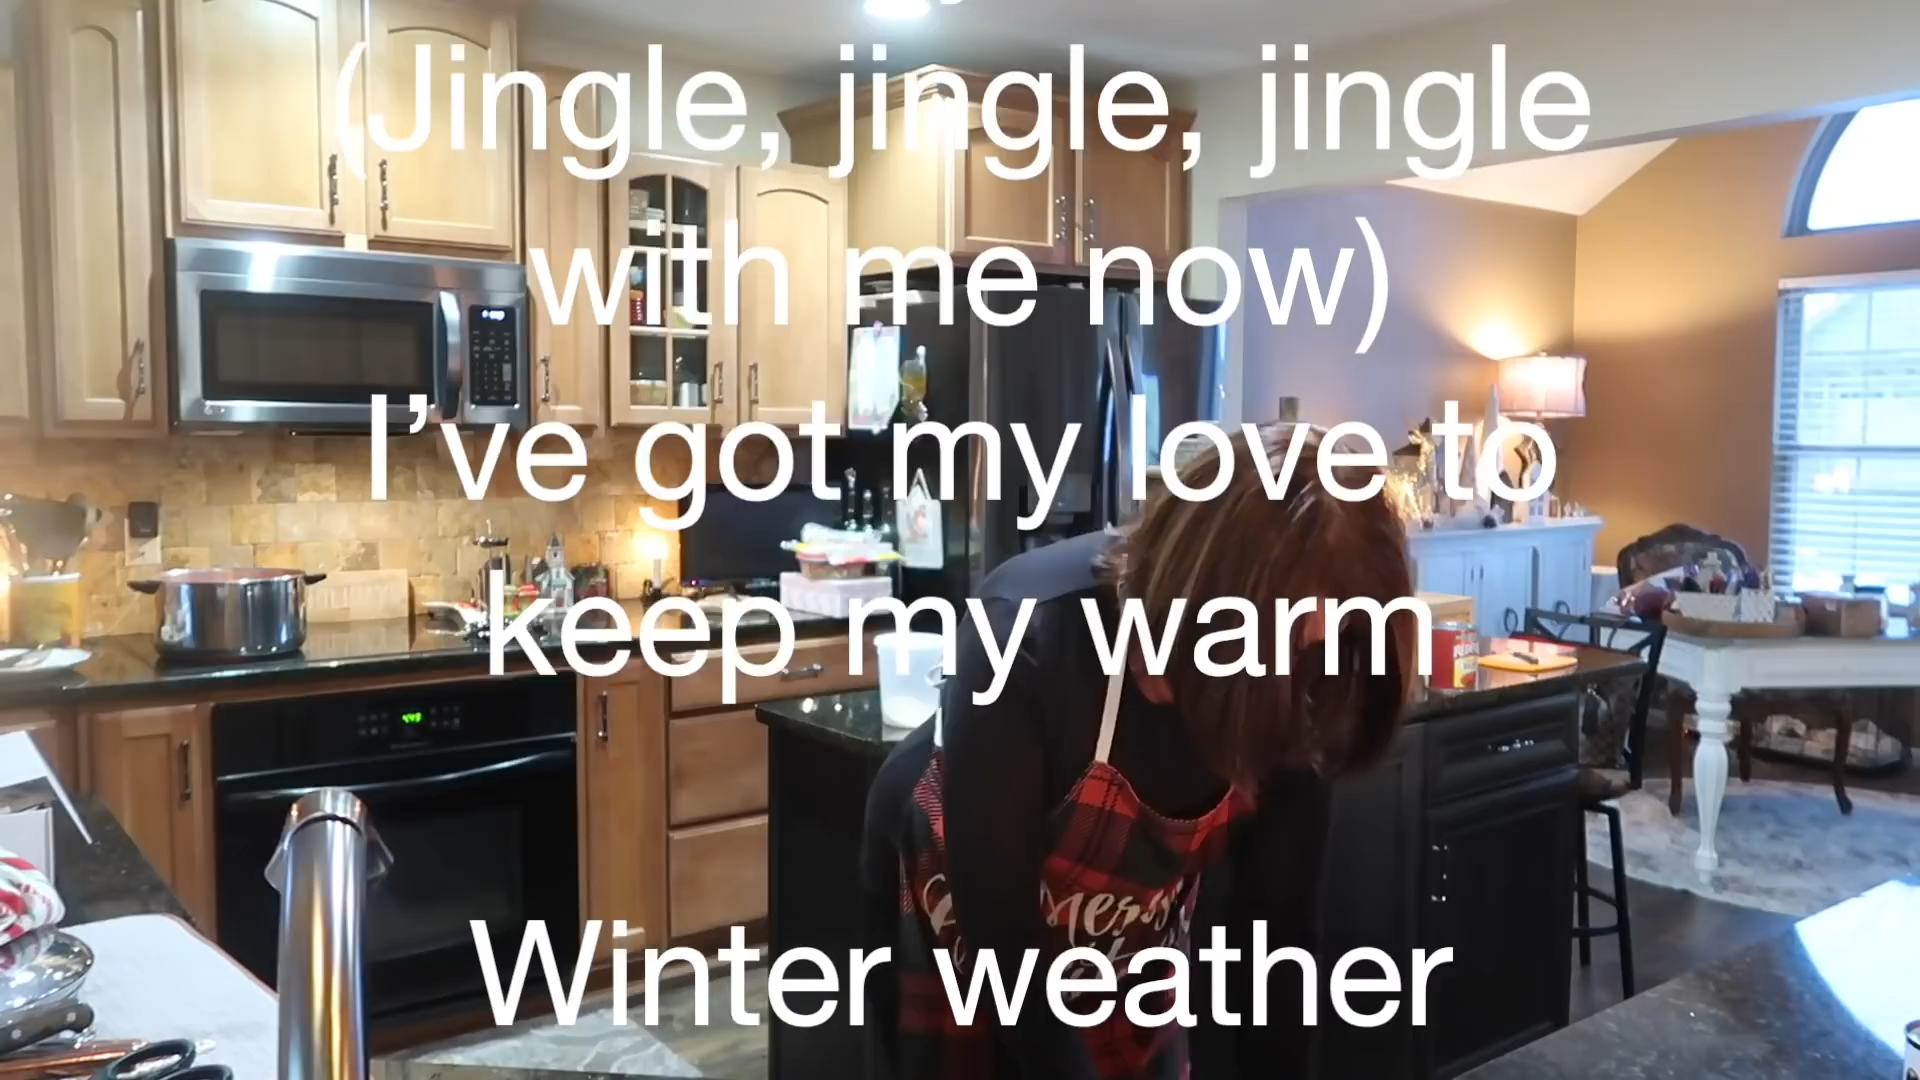 (Jingle, jingle, jingle
with me now)
I’ve got my love to
keep my warm
Winter weather